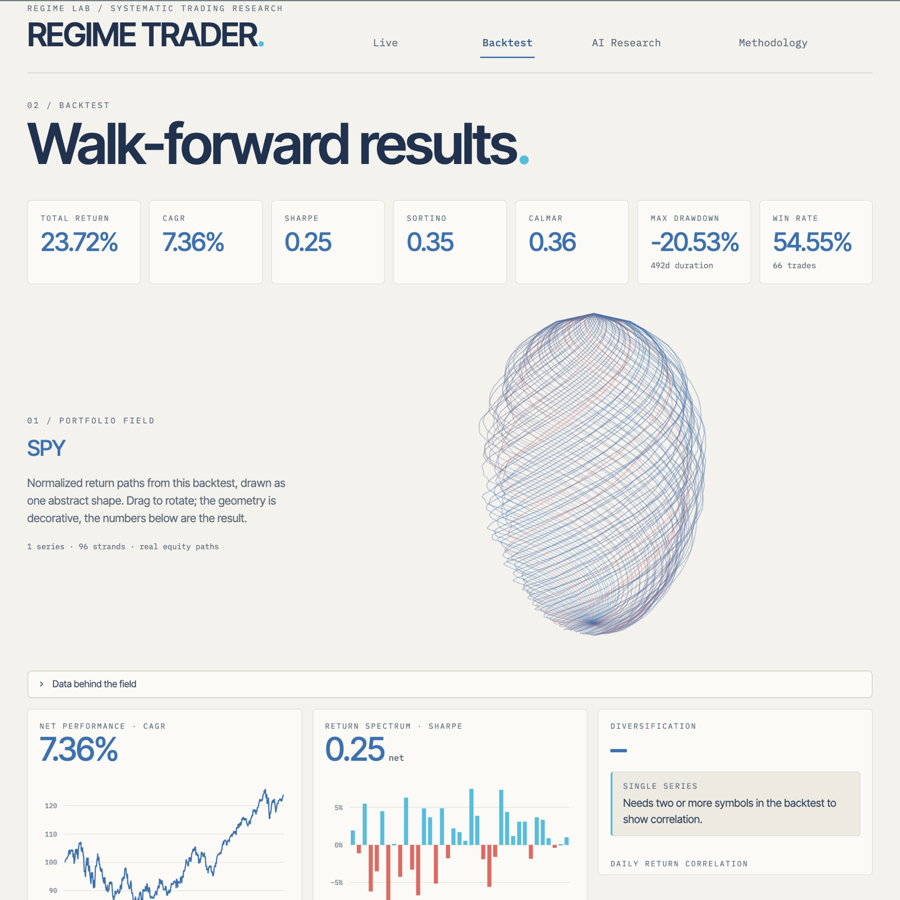 REGIME LAB / SYSTEMATIC TRADING RESEARCH
REGIME TRADER.
Live
Backtest
AI Research
Methodology
02 / BACKTEST
Walk-forward results.
TOTAL RETURN
23.72%
CAGR
7.36%
SHARPE
0.25
SORTINO
0.35
CALMAR
0.36
MAX DRAWDOWN
-20.53%
492d duration
WIN RATE
54.55%
66 trades
01 / PORTFOLIO FIELD
SPY
Normalized return paths from this backtest, drawn as
one abstract shape. Drag to rotate; the geometry is
decorative, the numbers below are the result.
1 series · 96 strands · real equity paths
› Data behind the field
NET PERFORMANCE · CAGR
7.36%
120
110
100
90
RETURN SPECTRUM · SHARPE
0.25 net
5%
0%
−5%
DIVERSIFICATION
—
SINGLE SERIES
Needs two or more symbols in the backtest to
show correlation.
DAILY RETURN CORRELATION